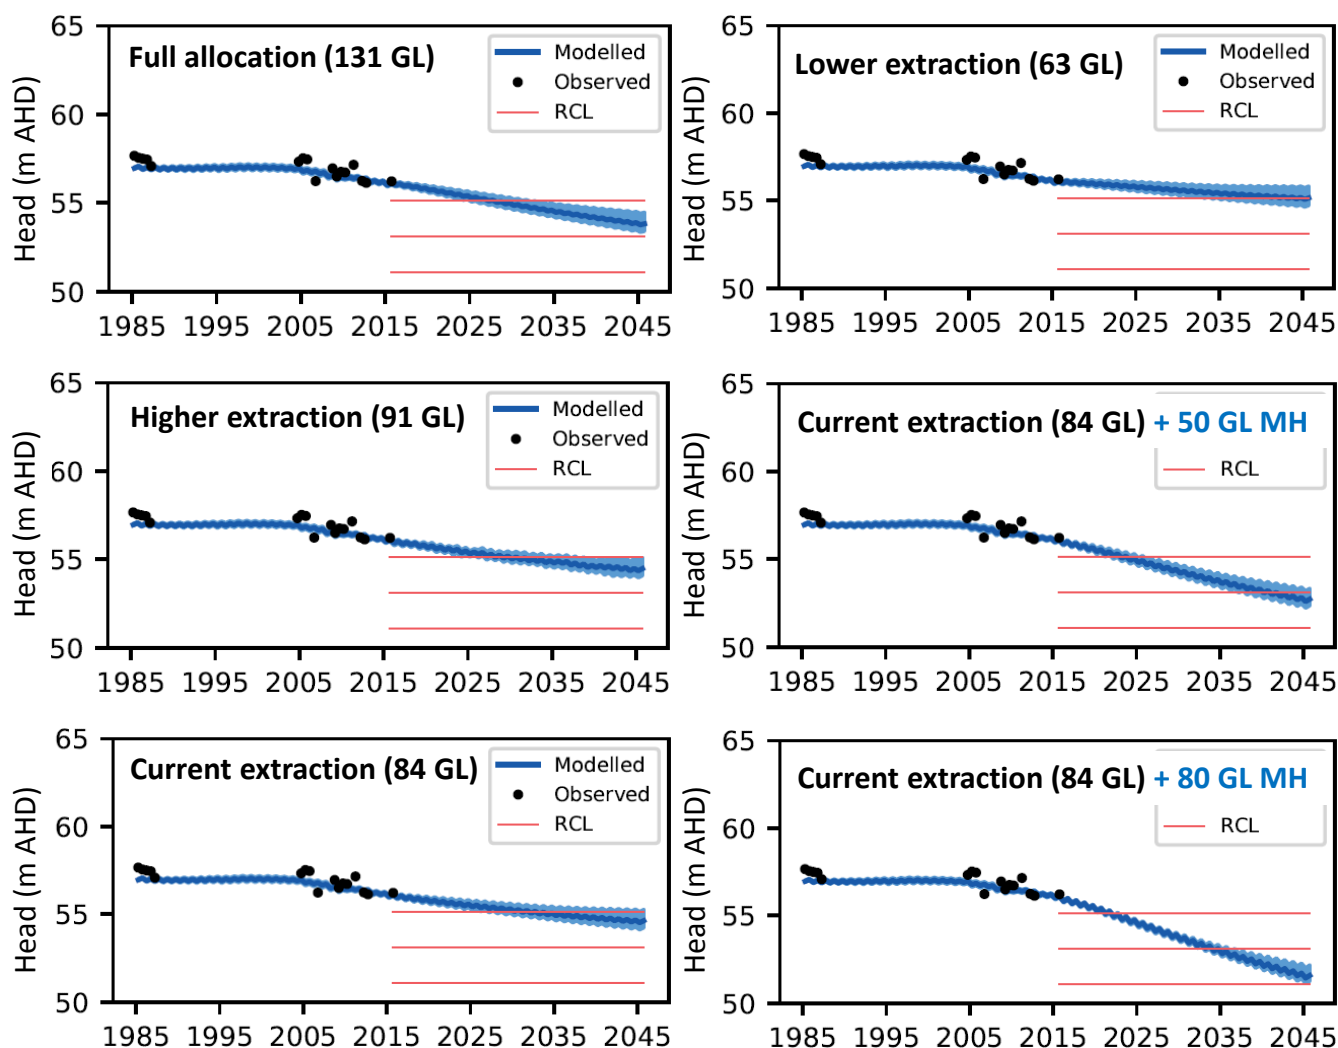 Full allocation (131 GL)
Modelled
Observed
RCL
Head (m AHD)
65
60
55
50
1985 1995 2005 2015 2025 2035 2045
Lower extraction (63 GL)
Modelled
Observed
RCL
Head (m AHD)
65
60
55
50
1985 1995 2005 2015 2025 2035 2045
Higher extraction (91 GL)
Modelled
Observed
RCL
Head (m AHD)
65
60
55
50
1985 1995 2005 2015 2025 2035 2045
Current extraction (84 GL) + 50 GL MH
RCL
Head (m AHD)
65
60
55
50
1985 1995 2005 2015 2025 2035 2045
Current extraction (84 GL)
Modelled
Observed
RCL
Head (m AHD)
65
60
55
50
1985 1995 2005 2015 2025 2035 2045
Current extraction (84 GL) + 80 GL MH
RCL
Head (m AHD)
65
60
55
50
1985 1995 2005 2015 2025 2035 2045